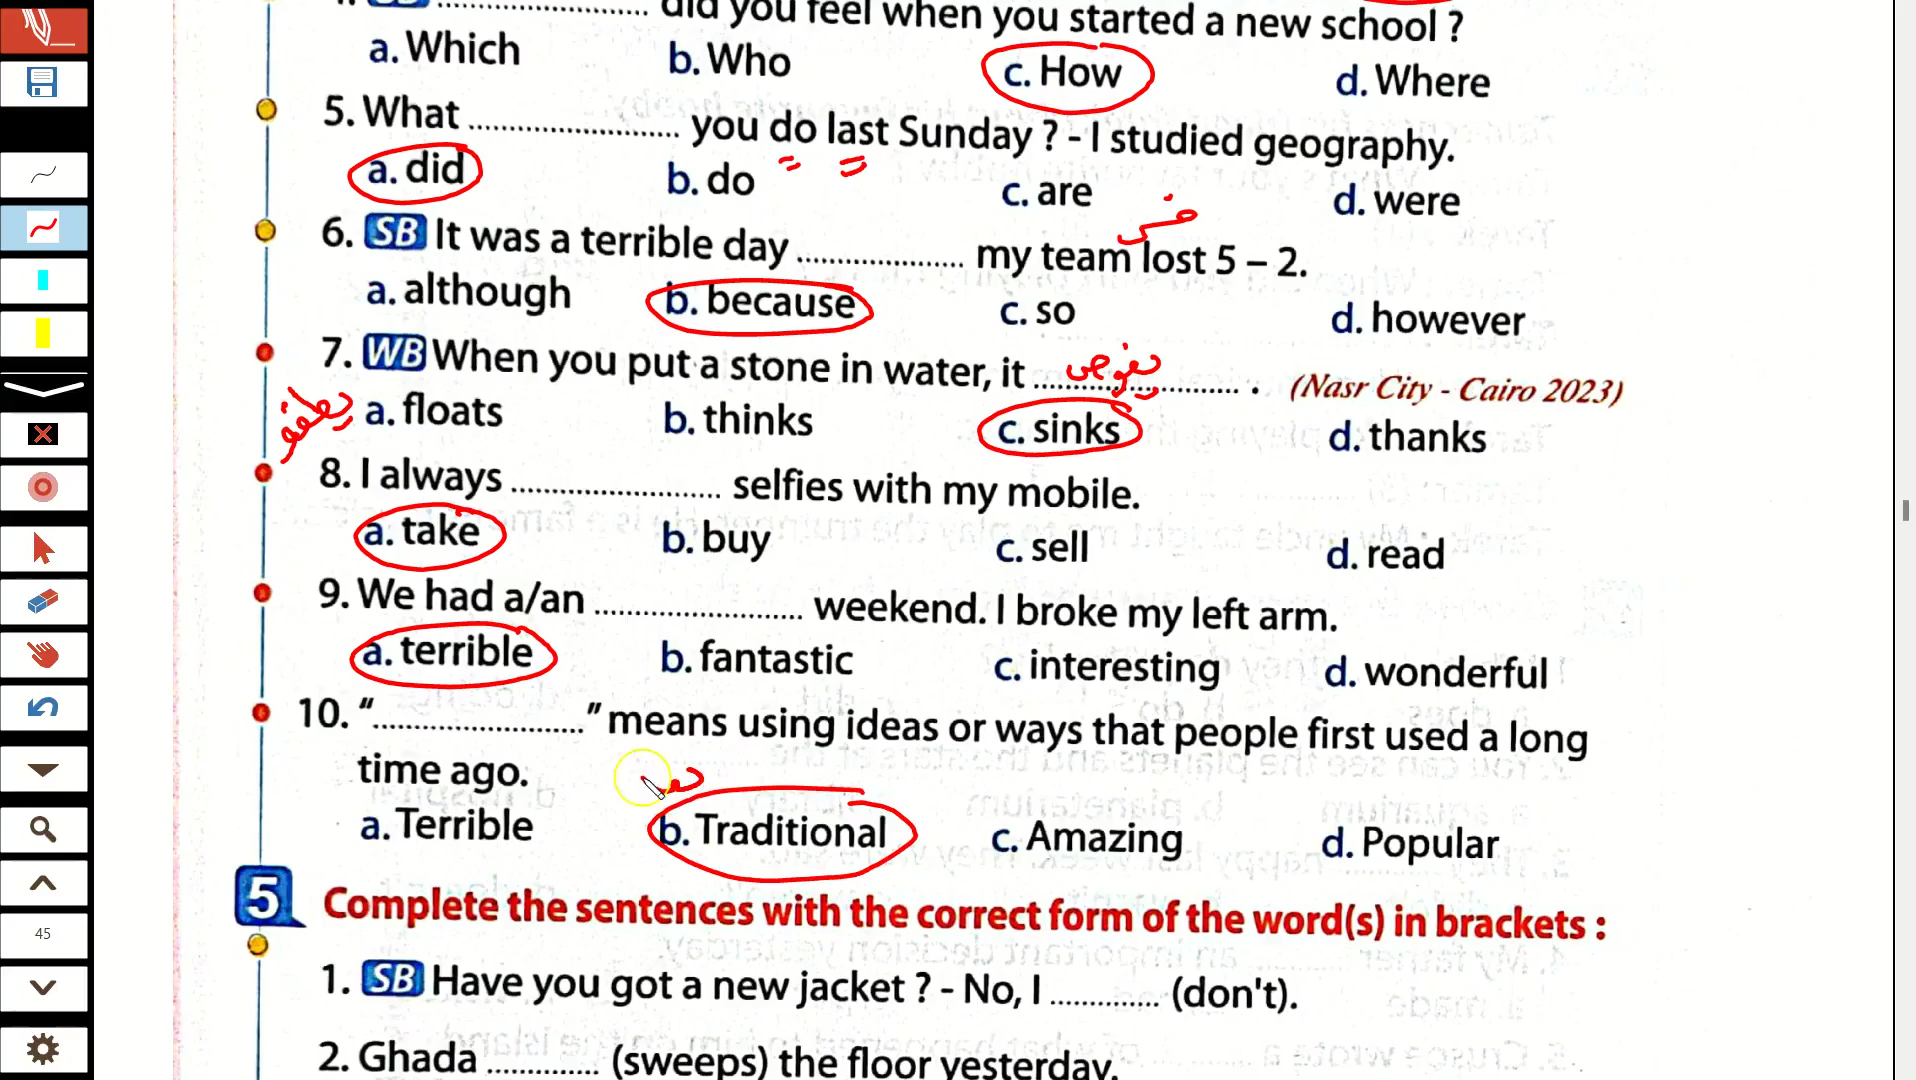 did you feel when you started a new school ?
a. Which b. Who c. How d. Where
5. What ........................ you do last Sunday ? - I studied geography.
a. did b. do c. are d. were
6. SB It was a terrible day .................... my team lost 5 – 2.
a. although b. because c. so d. however
7. WB When you put a stone in water, it ........................ . (Nasr City - Cairo 2023)
a. floats b. thinks c. sinks d. thanks
8. I always ........................ selfies with my mobile.
a. take b. buy c. sell d. read
9. We had a/an ........................ weekend. I broke my left arm.
a. terrible b. fantastic c. interesting d. wonderful
10. “........................” means using ideas or ways that people first used a long
time ago.
a. Terrible b. Traditional c. Amazing d. Popular
5 Complete the sentences with the correct form of the word(s) in brackets :
1. SB Have you got a new jacket ? - No, I ............. (don't).
2. Ghada ............. (sweeps) the floor yesterday.
45